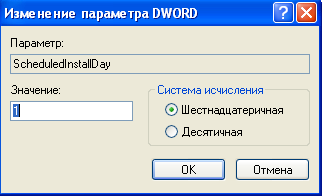 Изменение параметра DWORD
Параметр:
ScheduledInstallDay
Значение:
1
Система исчисления
Шестнадцатеричная
Десятичная
OK
Отмена